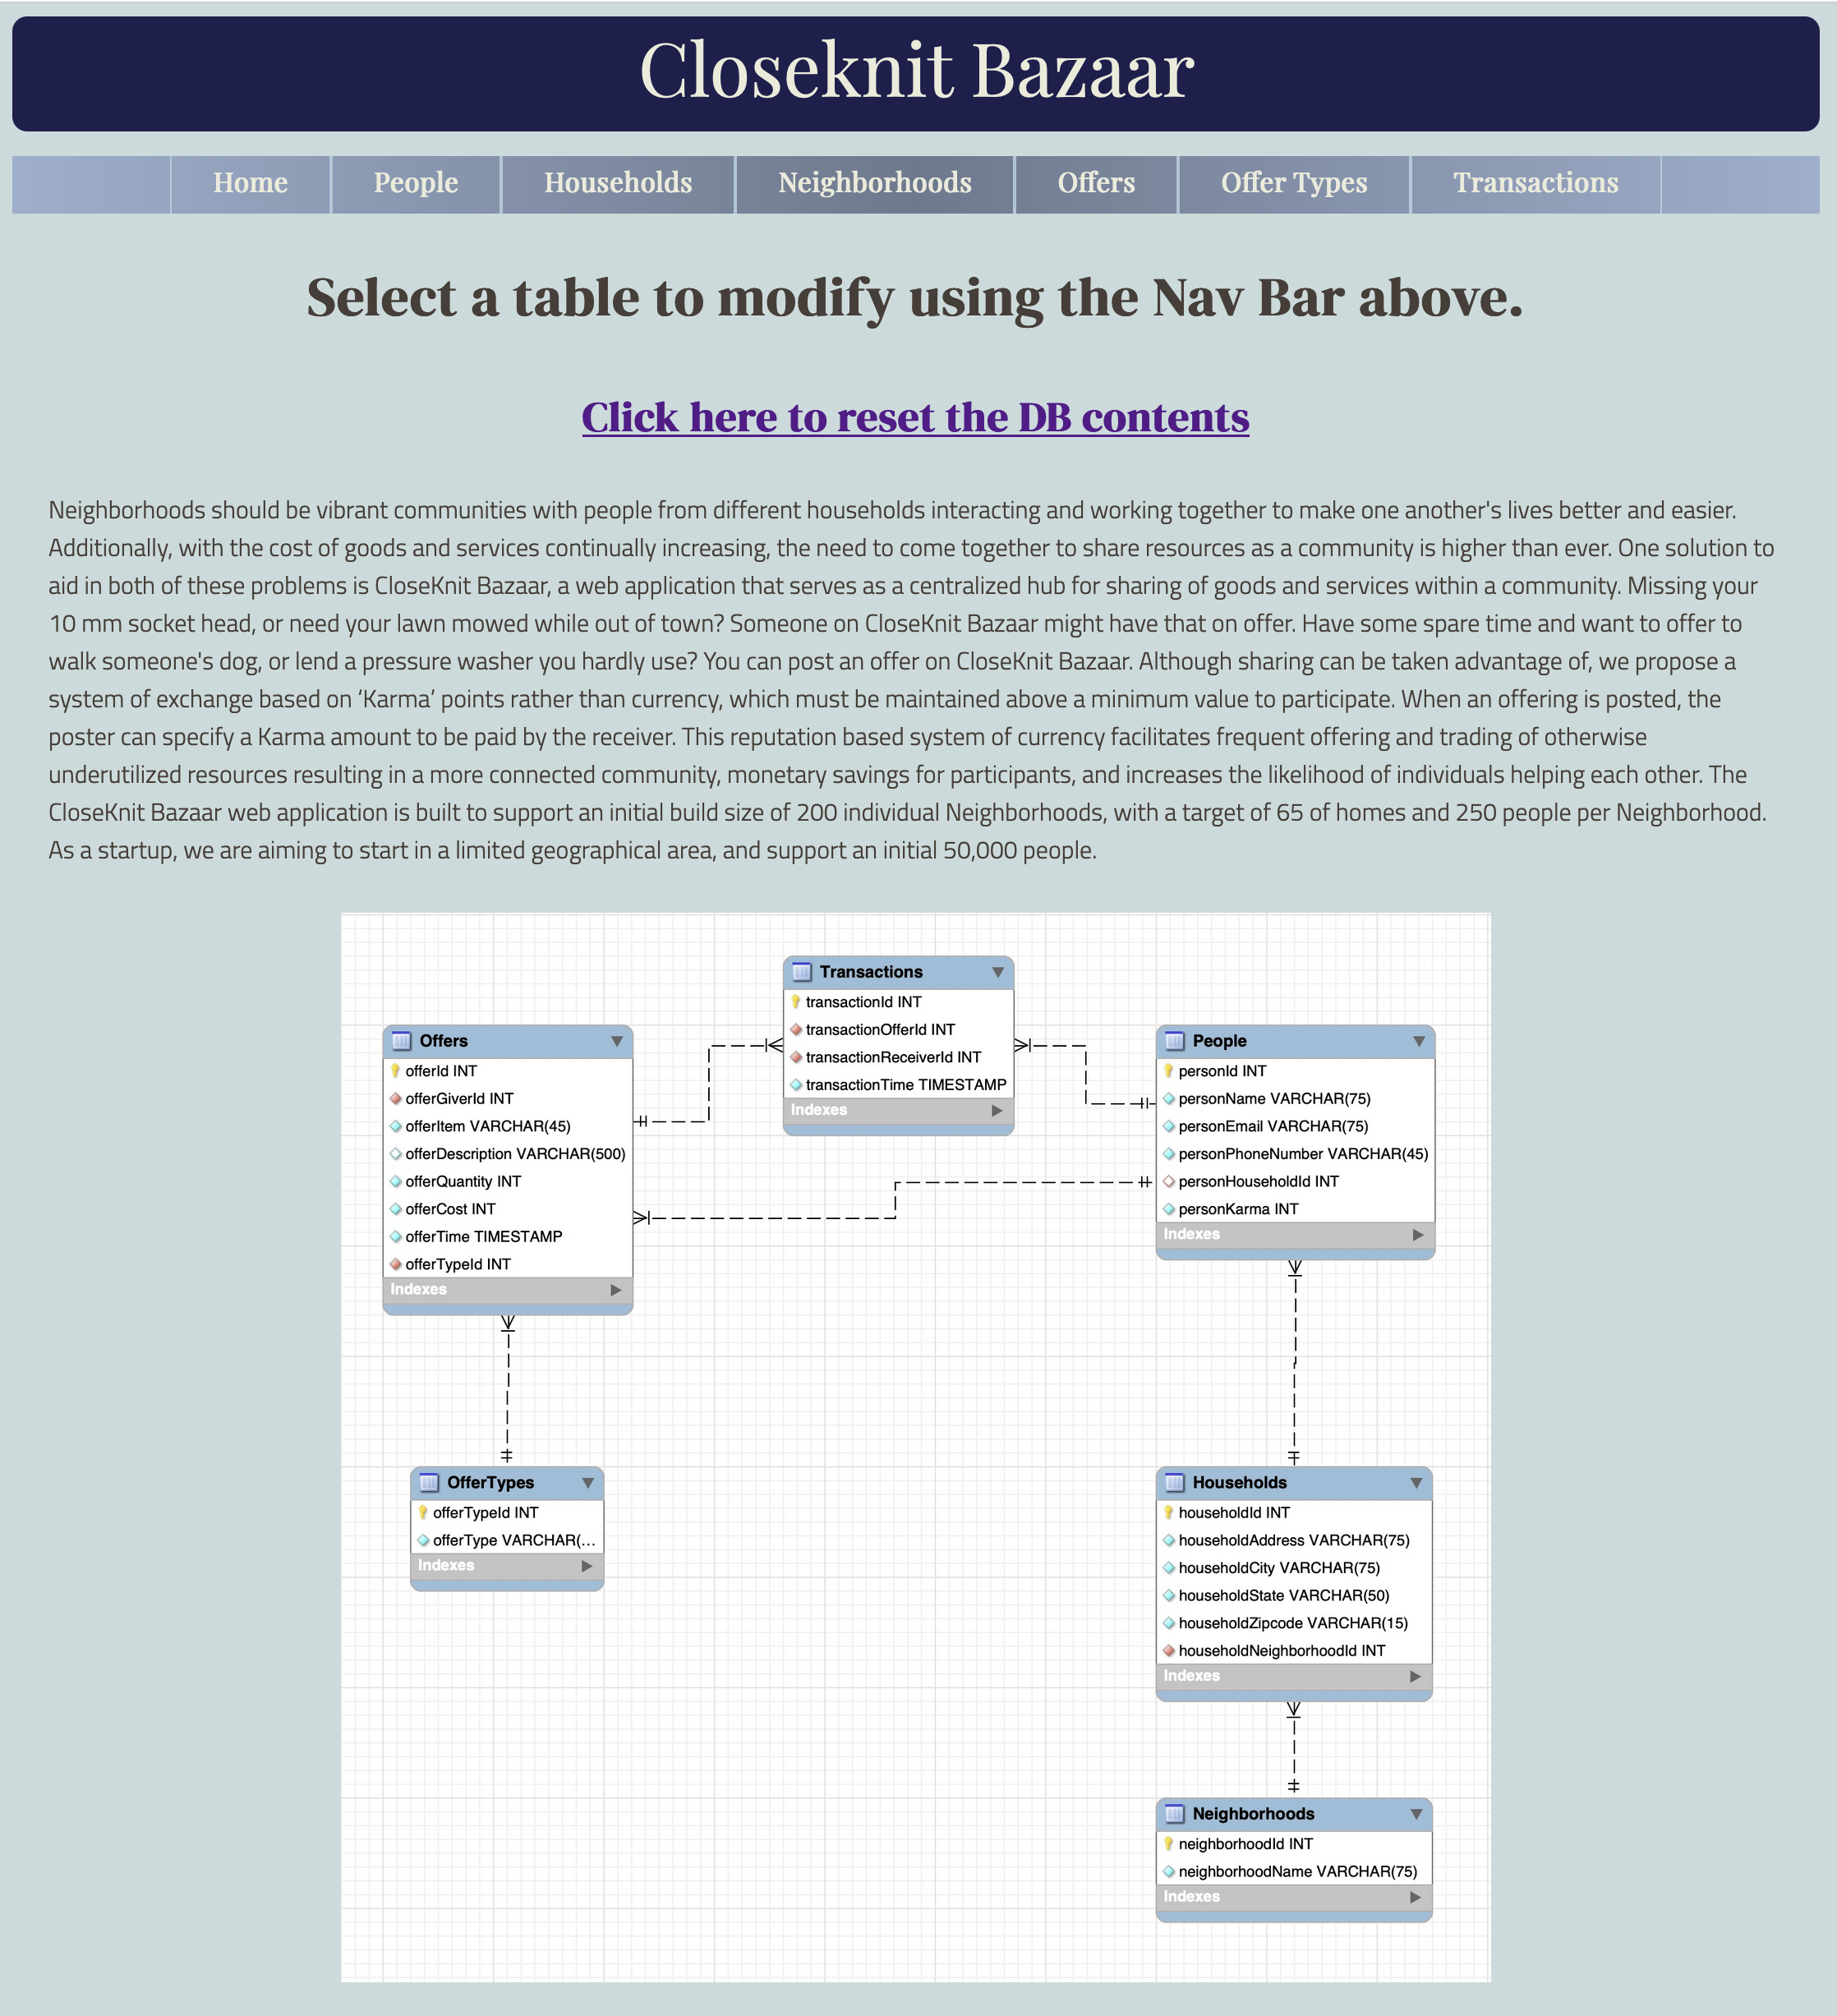 Closeknit Bazaar
Home People Households Neighborhoods Offers Offer Types Transactions
Select a table to modify using the Nav Bar above.
Click here to reset the DB contents
Neighborhoods should be vibrant communities with people from different households interacting and working together to make one another's lives better and easier.
Additionally, with the cost of goods and services continually increasing, the need to come together to share resources as a community is higher than ever. One solution to
aid in both of these problems is CloseKnit Bazaar, a web application that serves as a centralized hub for sharing of goods and services within a community. Missing your
10 mm socket head, or need your lawn mowed while out of town? Someone on CloseKnit Bazaar might have that on offer. Have some spare time and want to offer to
walk someone's dog, or lend a pressure washer you hardly use? You can post an offer on CloseKnit Bazaar. Although sharing can be taken advantage of, we propose a
system of exchange based on ‘Karma’ points rather than currency, which must be maintained above a minimum value to participate. When an offering is posted, the
poster can specify a Karma amount to be paid by the receiver. This reputation based system of currency facilitates frequent offering and trading of otherwise
underutilized resources resulting in a more connected community, monetary savings for participants, and increases the likelihood of individuals helping each other. The
CloseKnit Bazaar web application is built to support an initial build size of 200 individual Neighborhoods, with a target of 65 of homes and 250 people per Neighborhood.
As a startup, we are aiming to start in a limited geographical area, and support an initial 50,000 people.
Transactions
transactionId INT
transactionOfferId INT
transactionReceiverId INT
transactionTime TIMESTAMP
Indexes
Offers
offerId INT
offerGiverId INT
offerItem VARCHAR(45)
offerDescription VARCHAR(500)
offerQuantity INT
offerCost INT
offerTime TIMESTAMP
offerTypeId INT
Indexes
People
personId INT
personName VARCHAR(75)
personEmail VARCHAR(75)
personPhoneNumber VARCHAR(45)
personHouseholdId INT
personKarma INT
Indexes
OfferTypes
offerTypeId INT
offerType VARCHAR(...
Indexes
Households
householdId INT
householdAddress VARCHAR(75)
householdCity VARCHAR(75)
householdState VARCHAR(50)
householdZipcode VARCHAR(15)
householdNeighborhoodId INT
Indexes
Neighborhoods
neighborhoodId INT
neighborhoodName VARCHAR(75)
Indexes